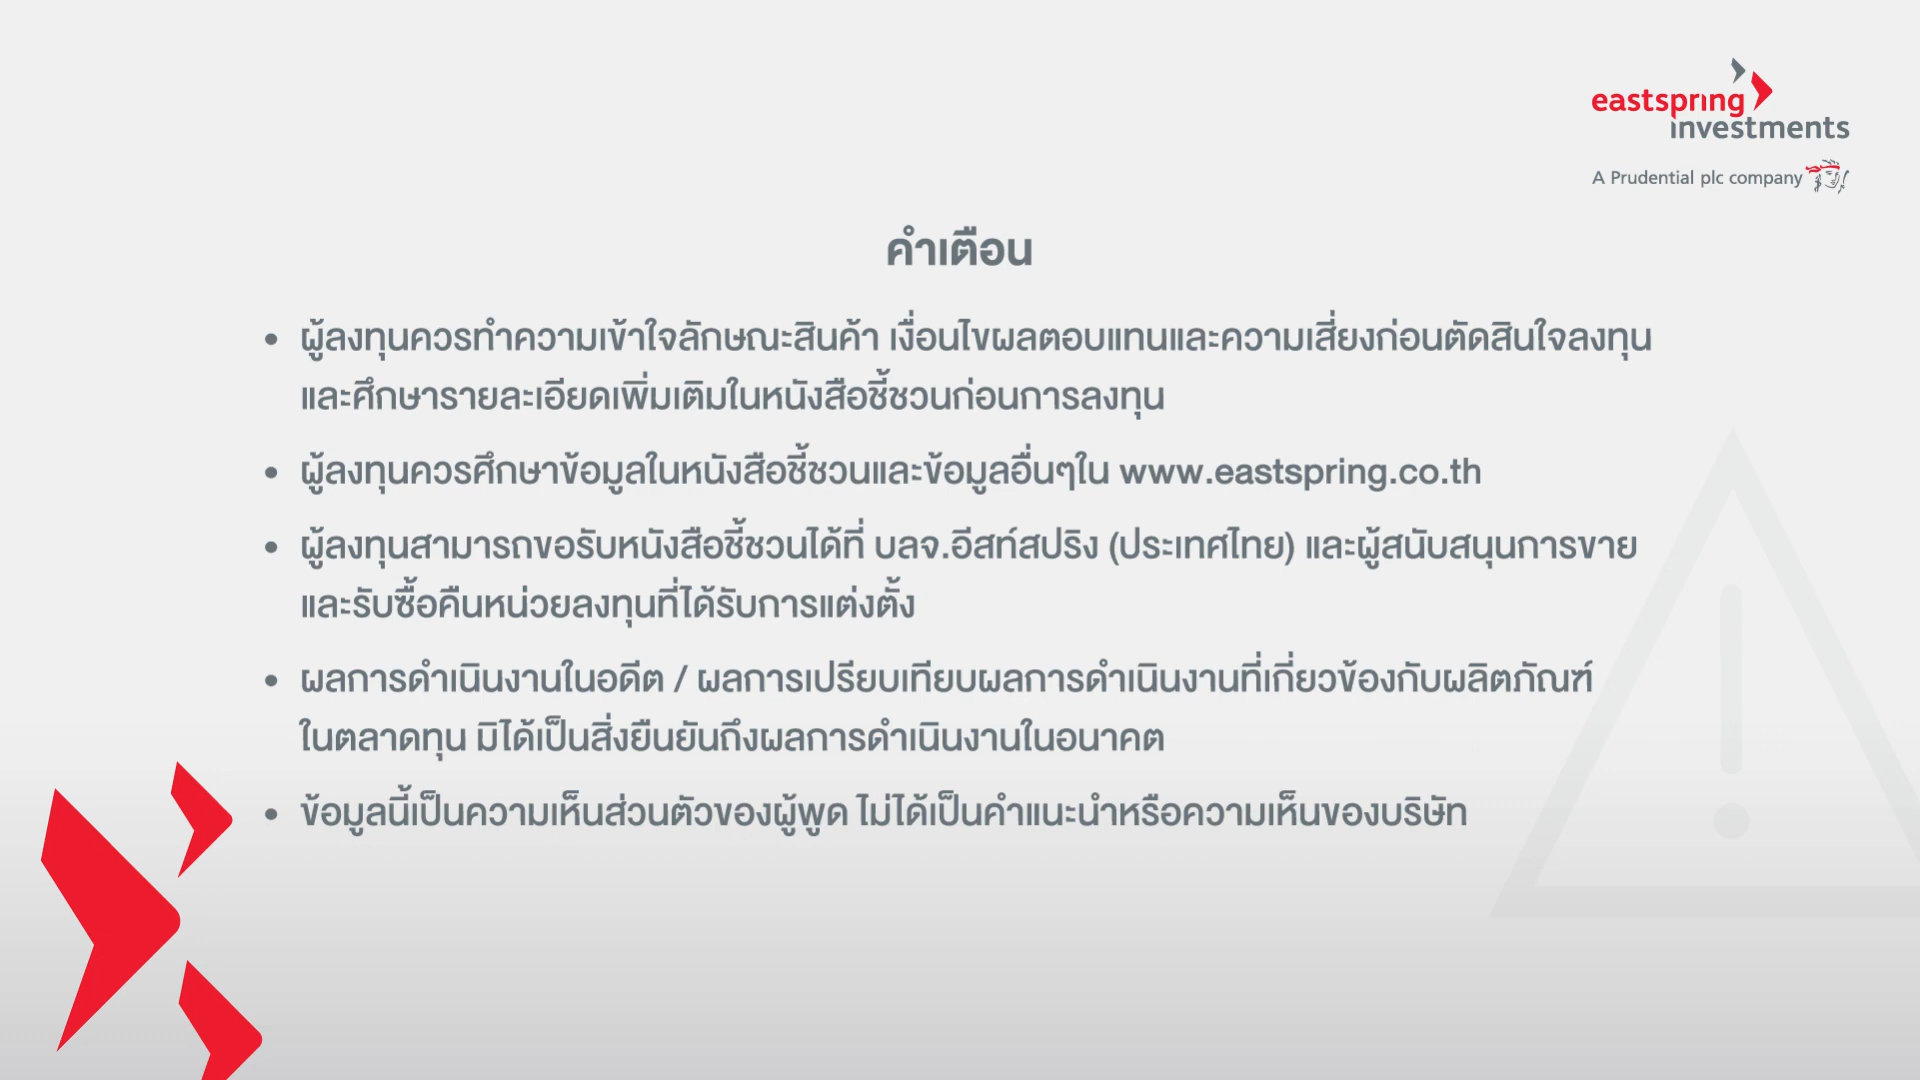 eastspring
investments
A Prudential plc company
คำเตือน
• ผู้ลงทุนควรทำความเข้าใจลักษณะสินค้า เงื่อนไขผลตอบแทนและความเสี่ยงก่อนตัดสินใจลงทุน
และศึกษารายละเอียดเพิ่มเติมในหนังสือชี้ชวนก่อนการลงทุน
• ผู้ลงทุนควรศึกษาข้อมูลในหนังสือชี้ชวนและข้อมูลอื่นๆใน www.eastspring.co.th
• ผู้ลงทุนสามารถขอรับหนังสือชี้ชวนได้ที่ บลจ.อีสท์สปริง (ประเทศไทย) และผู้สนับสนุนการขาย
และรับซื้อคืนหน่วยลงทุนที่ได้รับการแต่งตั้ง
• ผลการดำเนินงานในอดีต / ผลการเปรียบเทียบผลการดำเนินงานที่เกี่ยวข้องกับผลิตภัณฑ์
ในตลาดทุน มิได้เป็นสิ่งยืนยันถึงผลการดำเนินงานในอนาคต
• ข้อมูลนี้เป็นความเห็นส่วนตัวของผู้พูด ไม่ได้เป็นคำแนะนำหรือความเห็นของบริษัท